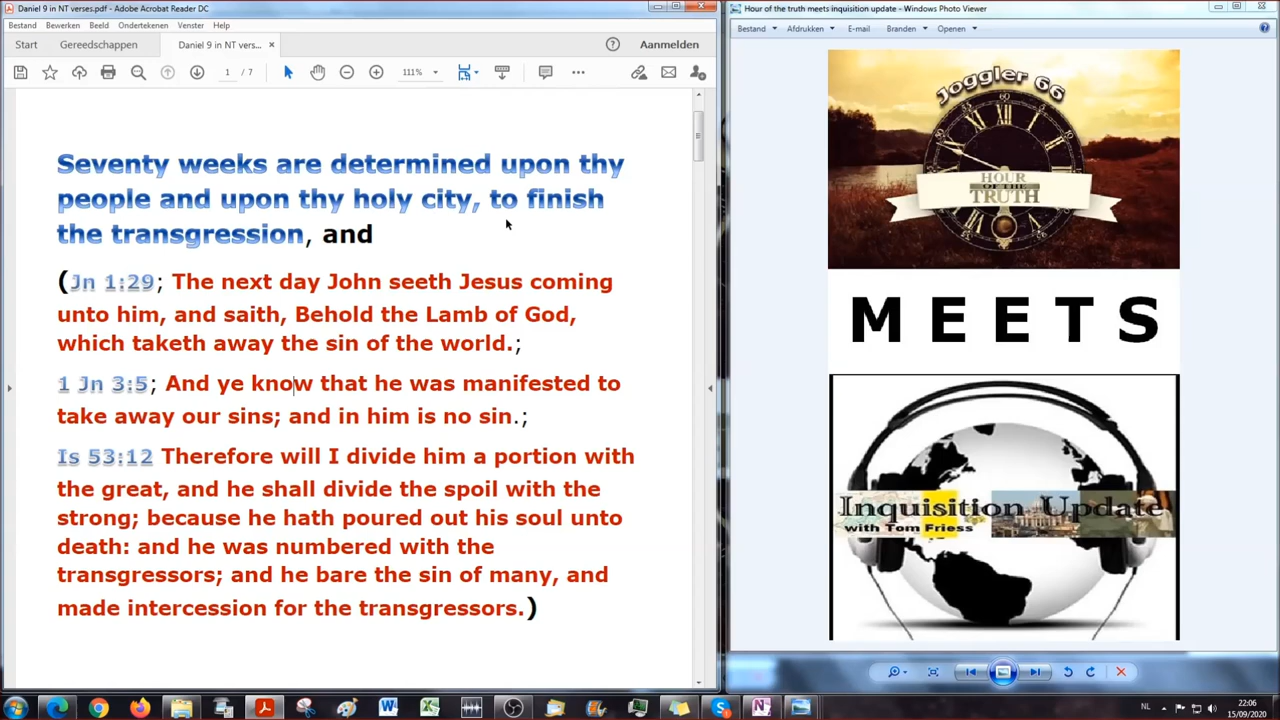 Daniel 9 in NT verses.pdf - Adobe Acrobat Reader DC
Bestand Bewerken Beeld Ondertekenen Venster Help
Start Gereedschappen Daniel 9 in NT vers... × Aanmelden
1 / 7 111%
Seventy weeks are determined upon thy
people and upon thy holy city, to finish
the transgression, and
(Jn 1:29; The next day John seeth Jesus coming
unto him, and saith, Behold the Lamb of God,
which taketh away the sin of the world.;
1 Jn 3:5; And ye know that he was manifested to
take away our sins; and in him is no sin.;
Is 53:12 Therefore will I divide him a portion with
the great, and he shall divide the spoil with the
strong; because he hath poured out his soul unto
death: and he was numbered with the
transgressors; and he bare the sin of many, and
made intercession for the transgressors.)
Hour of the truth meets inquisition update - Windows Photo Viewer
Bestand Afdrukken E-mail Branden Openen
Joggler 66
HOUR
OF THE
TRUTH
MEETS
Inquisition Update
with Tom Friess
NL 22:06
15/09/2020